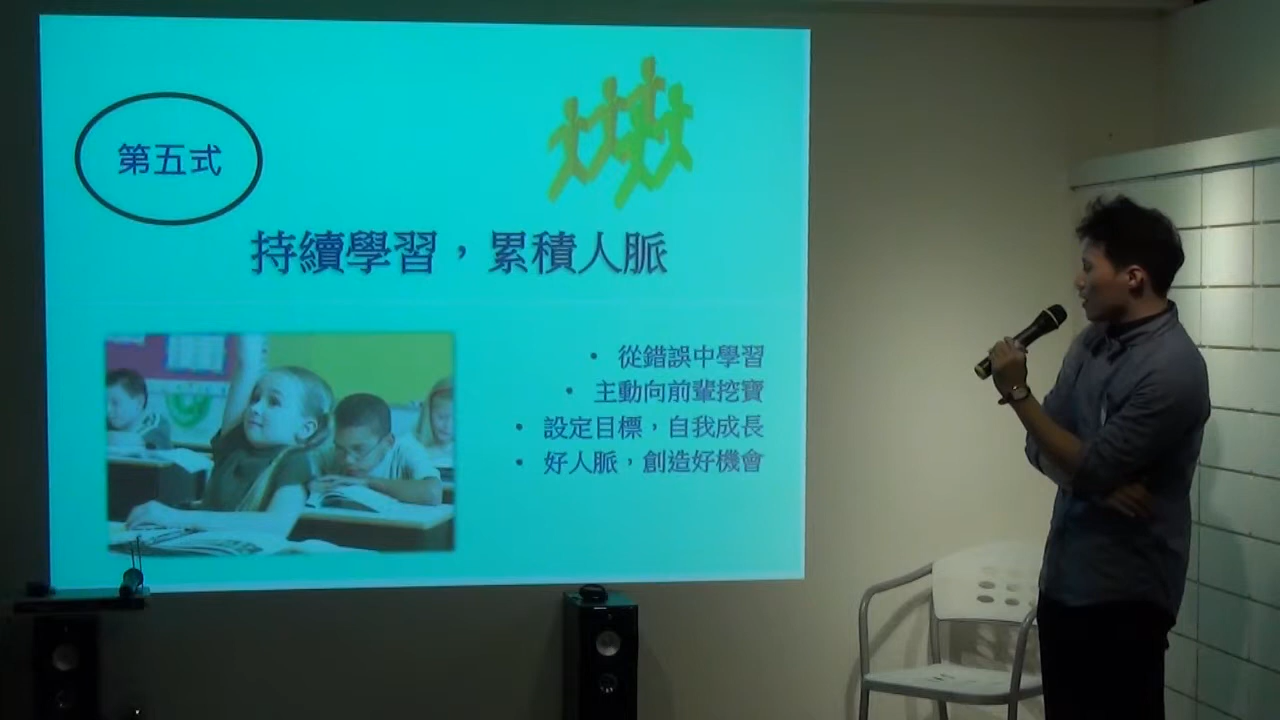 第五式
持續學習，累積人脈
• 從錯誤中學習
• 主動向前輩挖寶
• 設定目標，自我成長
• 好人脈，創造好機會